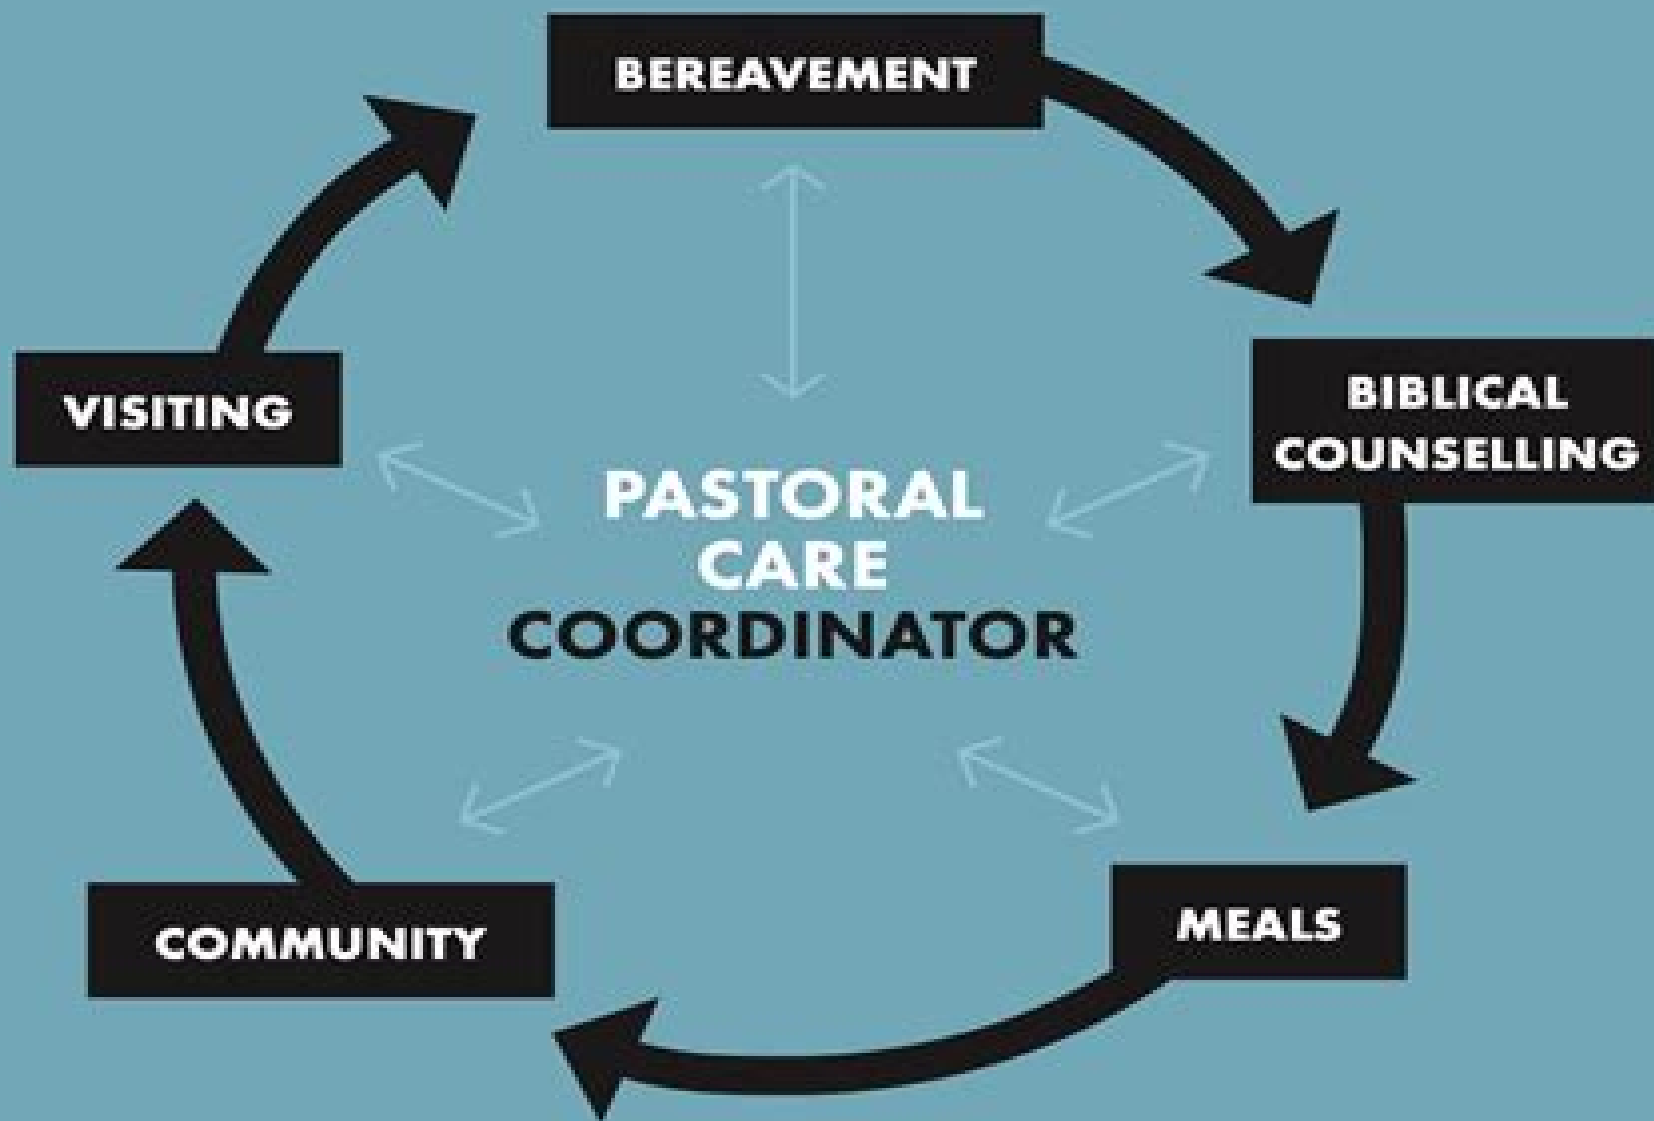 BEREAVEMENT
VISITING
BIBLICAL
COUNSELLING
PASTORAL
CARE
COORDINATOR
COMMUNITY
MEALS